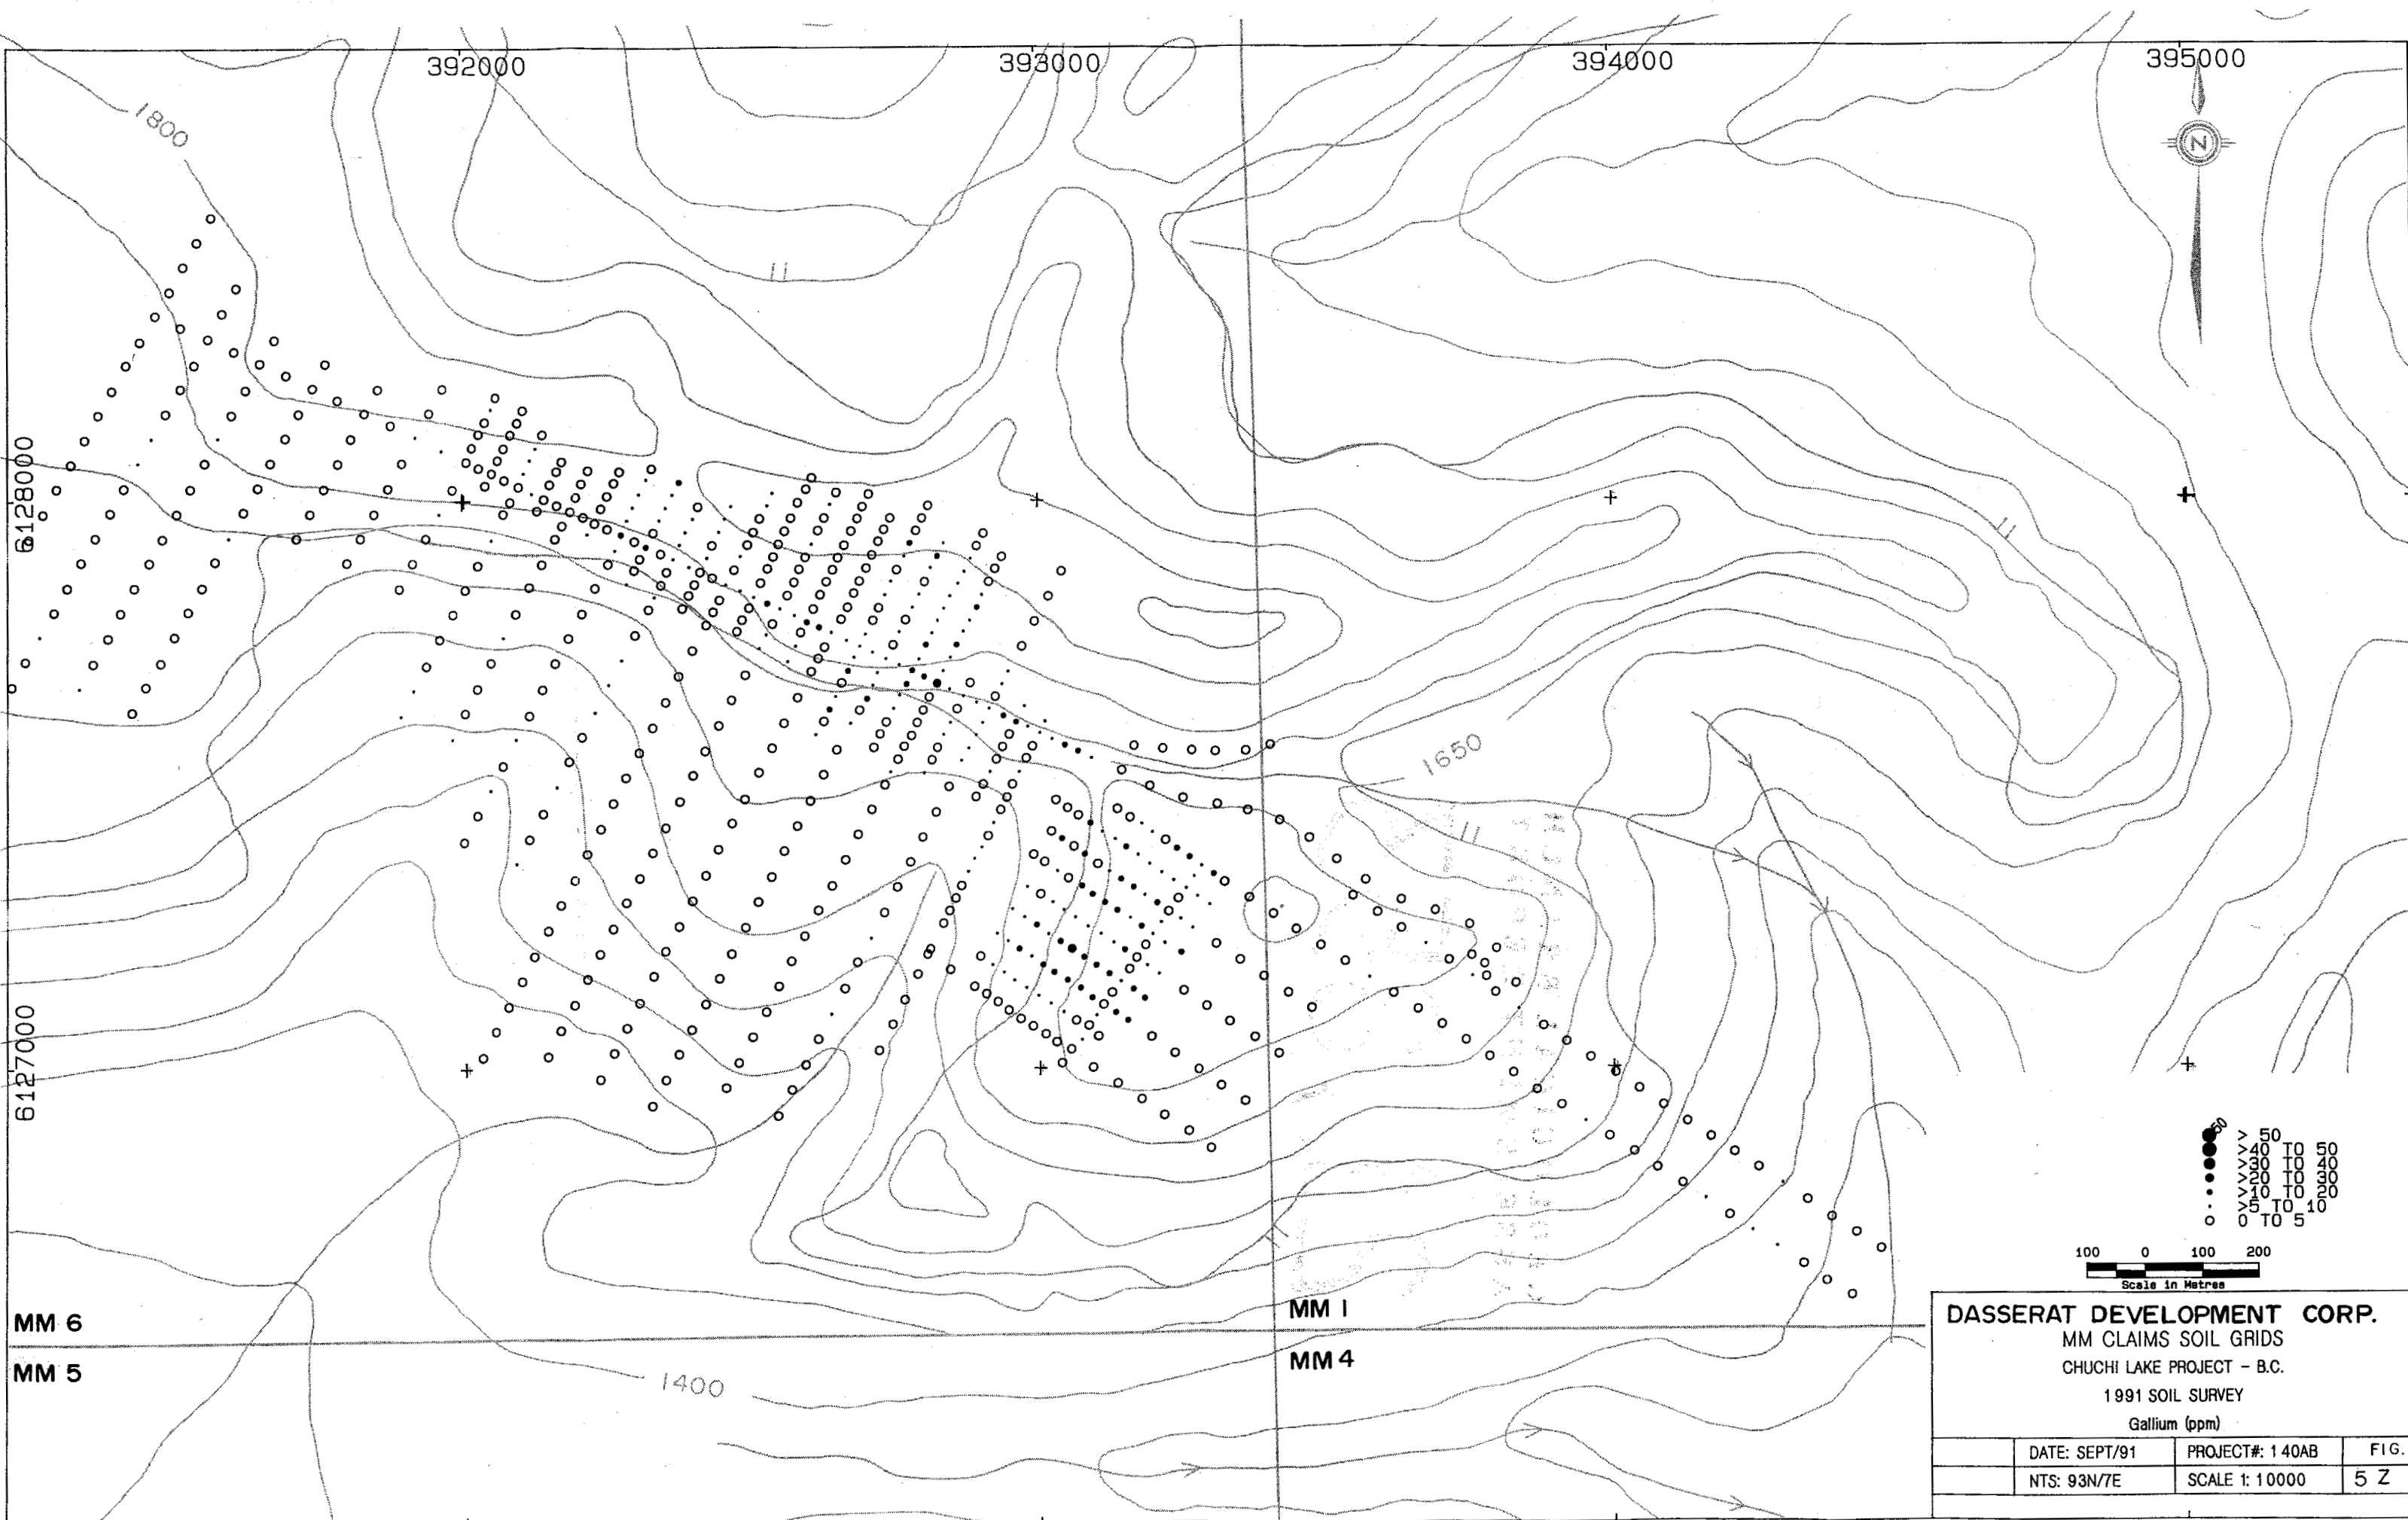 392000 393000 394000 395000
1800
N
6128000
1650
6127000
50
> 50
>40 TO 50
>30 TO 40
>20 TO 30
>10 TO 20
>5 TO 10
0 TO 5
100 0 100 200
Scale in Metres
MM 6
MM 1
MM 5
MM 4
1400
DASSERAT DEVELOPMENT CORP.
MM CLAIMS SOIL GRIDS
CHUCHI LAKE PROJECT - B.C.
1991 SOIL SURVEY
Gallium (ppm)
DATE: SEPT/91 PROJECT#: 140AB FIG.
NTS: 93N/7E SCALE 1: 10000 5 Z